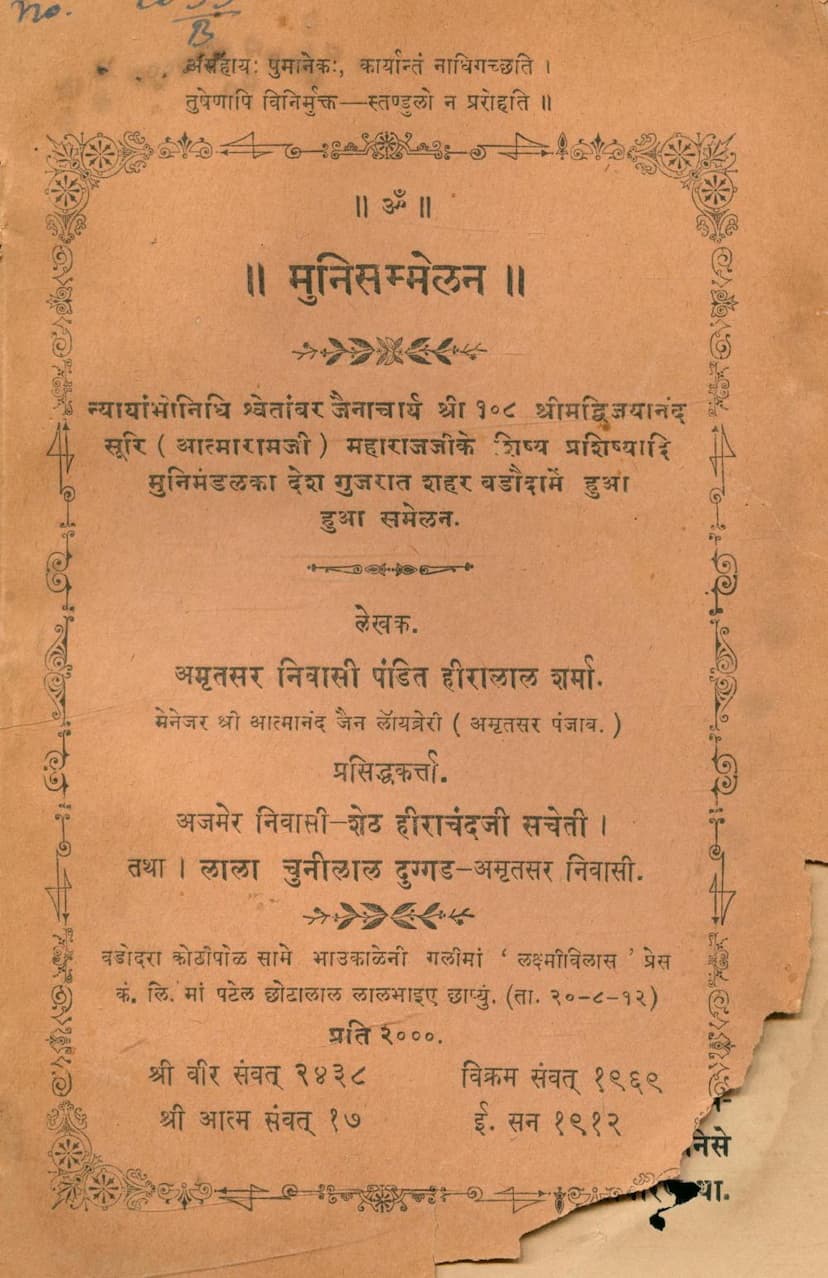 no.
B
असहायः पुमानेकः, कार्यान्तं नाधिगच्छति ।
तुषेणापि विनिर्मुक्त—स्तण्डुलो न प्ररोहति ॥
॥ ॐ ॥
॥ मुनिसम्मेलन ॥
न्यायांभोनिधि श्वेतांबर जैनाचार्य श्री १०८ श्रीमद्विजयानंद
सूरि ( आत्मारामजी ) महाराजजीके शिष्य प्रशिष्यादि
मुनिमंडलका देश गुजरात शहर वडौदामें हुआ
हुआ समेलन.
लेखक.
अमृतसर निवासी पंडित हीरालाल शर्मा.
मेनेजर श्री आत्मानंद जैन लॅायब्रेरी ( अमृतसर पंजाब. )
प्रसिद्धकर्त्ता.
अजमेर निवासी-शेठ हीराचंदजी सचेती ।
तथा । लाला चुनीलाल दुग्गड-अमृतसर निवासी.
वडोदरा कोठीपोळ सामे भाउकाळेनी गलीमां ‘ लक्ष्मीविलास ’ प्रेस
कं. लि. मां पटेल छोटालाल लालभाइए छाप्युं. (ता. २०-८-१२)
प्रति २०००.
श्री वीर संवत् २४३८ विक्रम संवत् १९६९
श्री आत्म संवत् १७ ई. सन १९१२
नेसे
था.